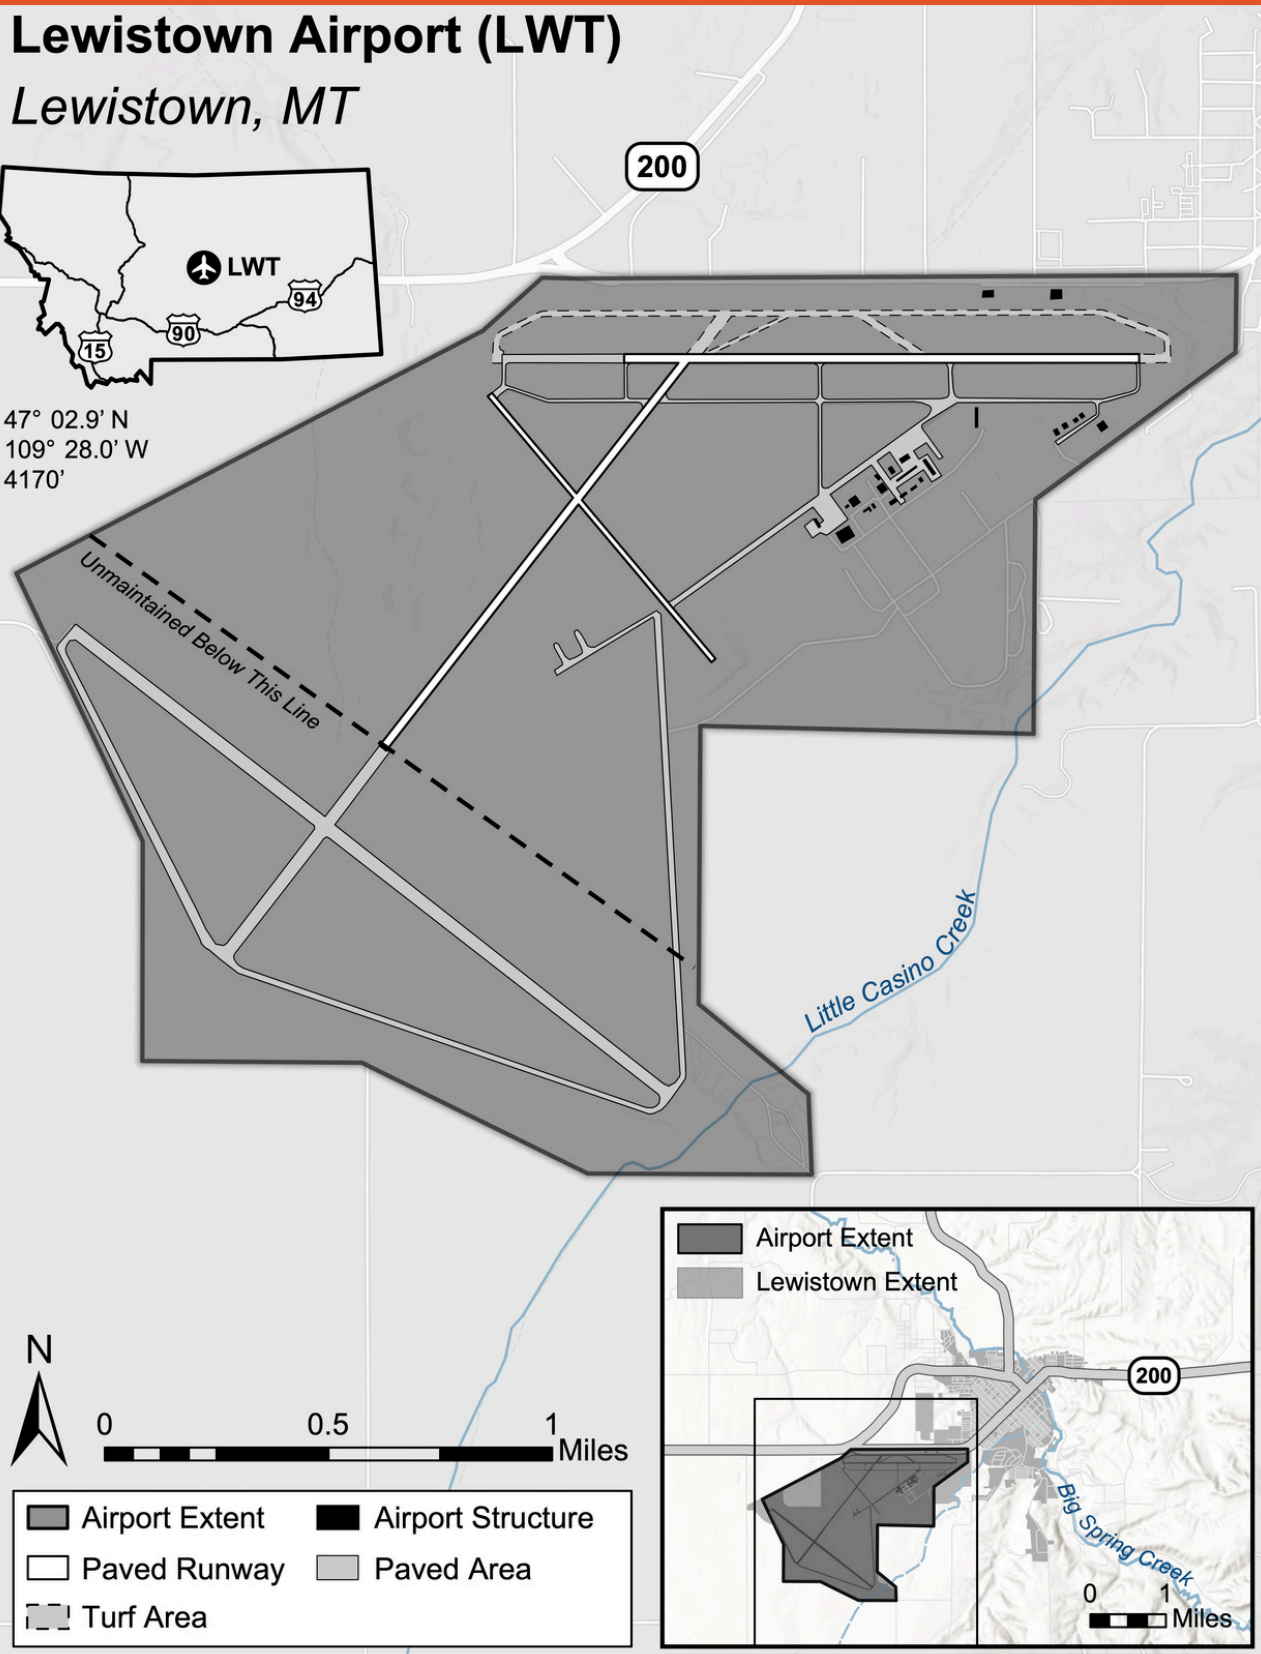 Lewistown Airport (LWT)
Lewistown, MT
200
LWT
94
90
15
47° 02.9’ N
109° 28.0’ W
4170’
Unmaintained Below This Line
Little Casino Creek
N
0 0.5 1
Miles
Airport Extent
Airport Structure
Paved Runway
Paved Area
Turf Area
Airport Extent
Lewistown Extent
200
Big Spring Creek
0 1
Miles